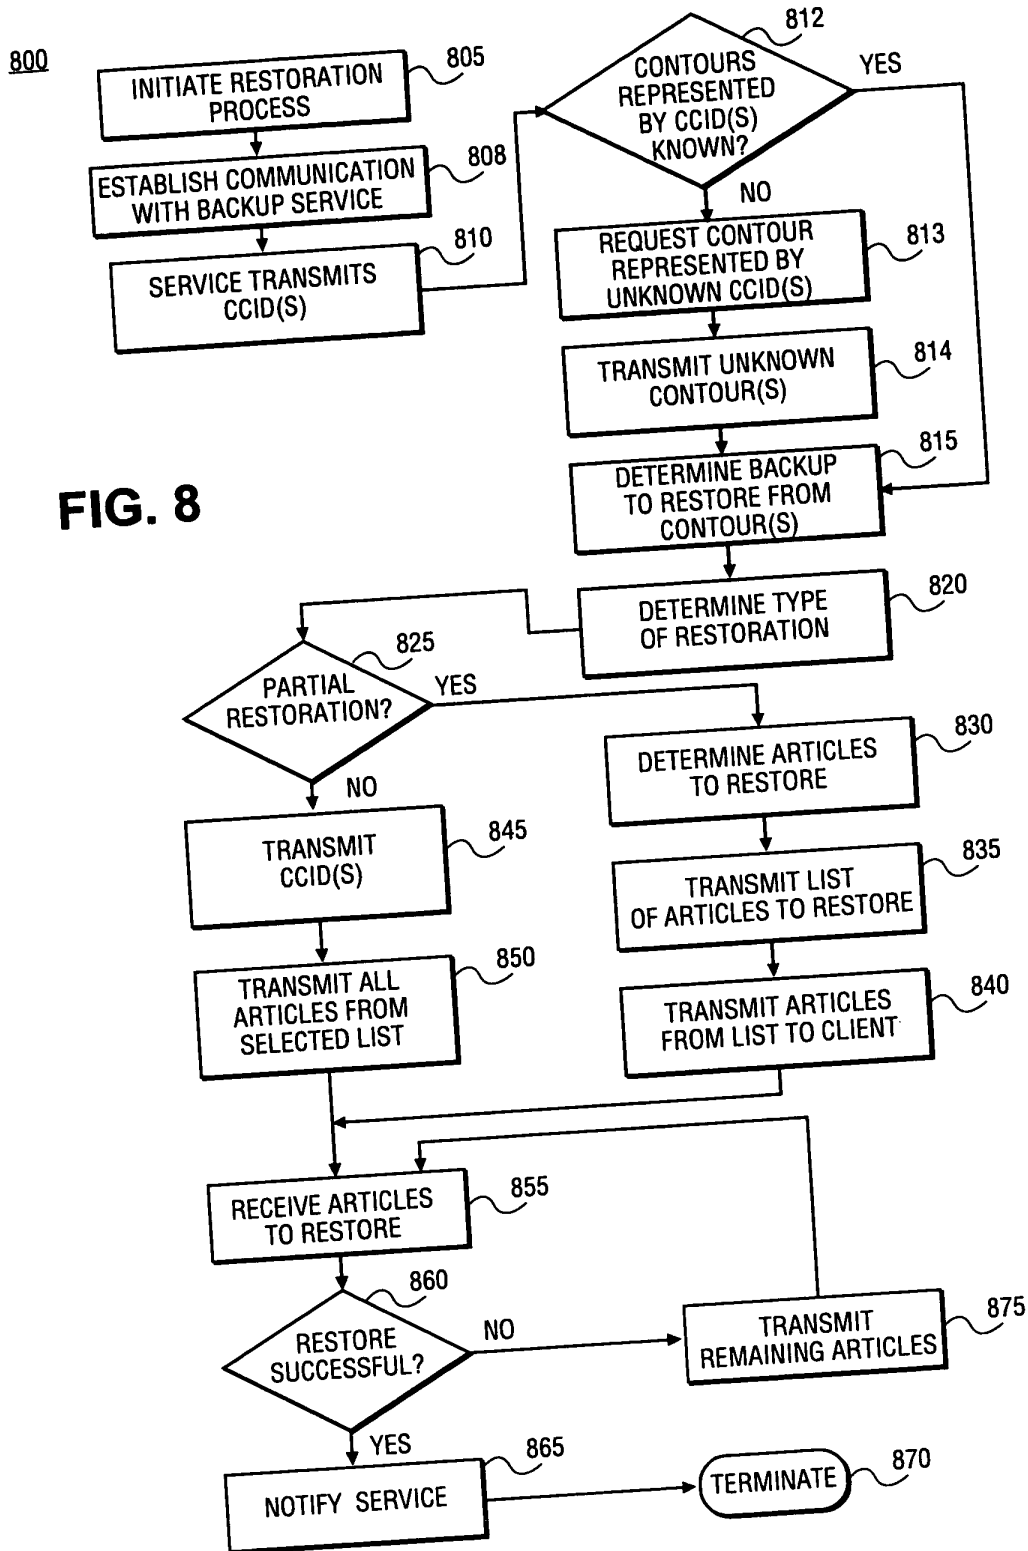 800
INITIATE RESTORATION
PROCESS
805
ESTABLISH COMMUNICATION
WITH BACKUP SERVICE
808
SERVICE TRANSMITS
CCID(S)
810
CONTOURS
REPRESENTED
BY CCID(S)
KNOWN?
812
YES
NO
REQUEST CONTOUR
REPRESENTED BY
UNKNOWN CCID(S)
813
TRANSMIT UNKNOWN
CONTOUR(S)
814
DETERMINE BACKUP
TO RESTORE FROM
CONTOUR(S)
815
FIG. 8
DETERMINE TYPE
OF RESTORATION
820
PARTIAL
RESTORATION?
825
YES
NO
DETERMINE ARTICLES
TO RESTORE
830
TRANSMIT LIST
OF ARTICLES TO RESTORE
835
TRANSMIT ARTICLES
FROM LIST TO CLIENT
840
TRANSMIT
CCID(S)
845
TRANSMIT ALL
ARTICLES FROM
SELECTED LIST
850
RECEIVE ARTICLES
TO RESTORE
855
RESTORE
SUCCESSFUL?
860
NO
YES
TRANSMIT
REMAINING ARTICLES
875
NOTIFY SERVICE
865
TERMINATE
870